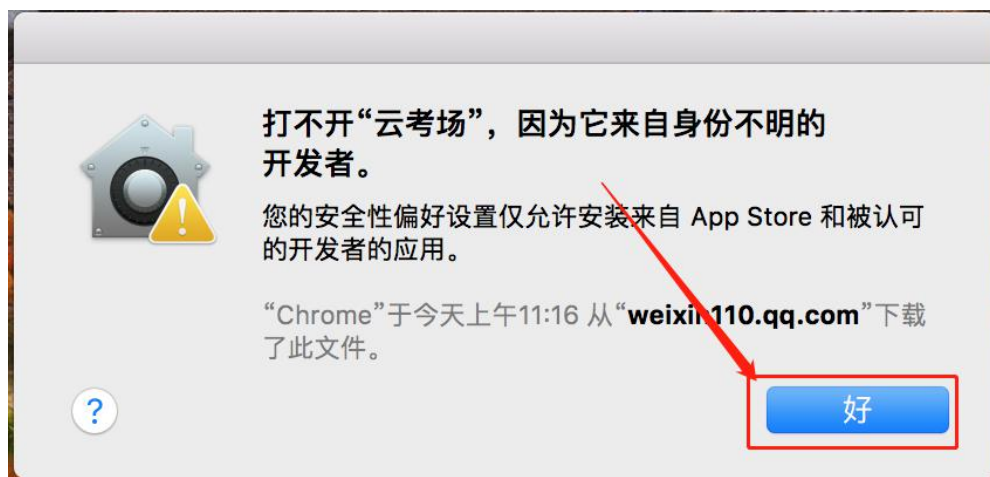 打不开“云考场”，因为它来自身份不明的
开发者。
您的安全性偏好设置仅允许安装来自 App Store 和被认可
的开发者的应用。
“Chrome”于今天上午11:16 从“weixin110.qq.com”下载
了此文件。
?
好